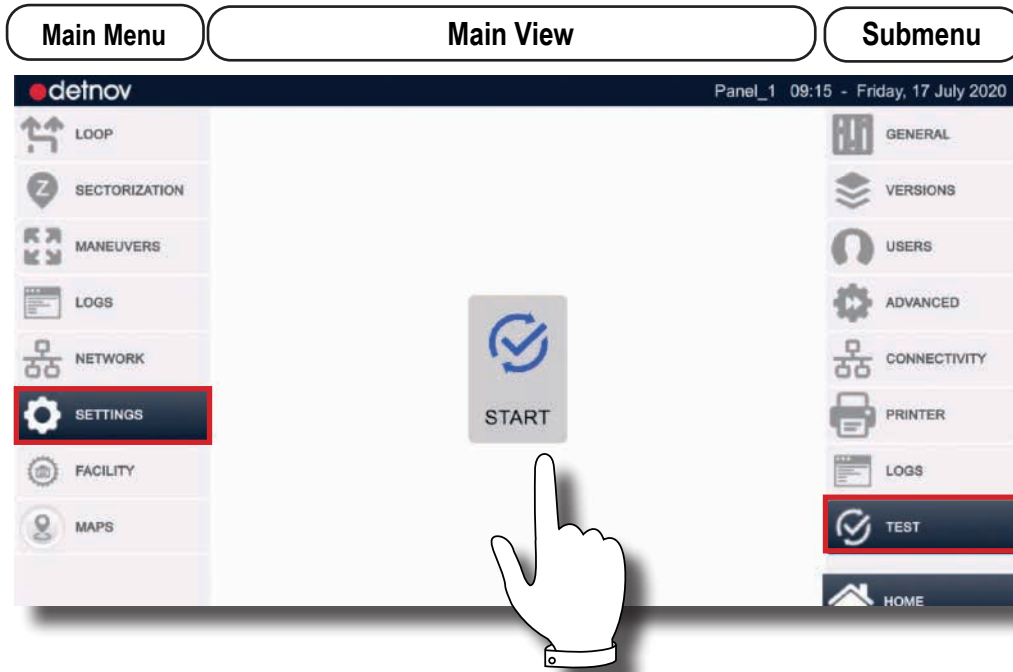 Main Menu
Main View
Submenu
detnov
Panel_1 09:15 - Friday, 17 July 2020
LOOP
SECTORIZATION
MANEUVERS
LOGS
NETWORK
SETTINGS
FACILITY
MAPS
START
GENERAL
VERSIONS
USERS
ADVANCED
CONNECTIVITY
PRINTER
LOGS
TEST
HOME